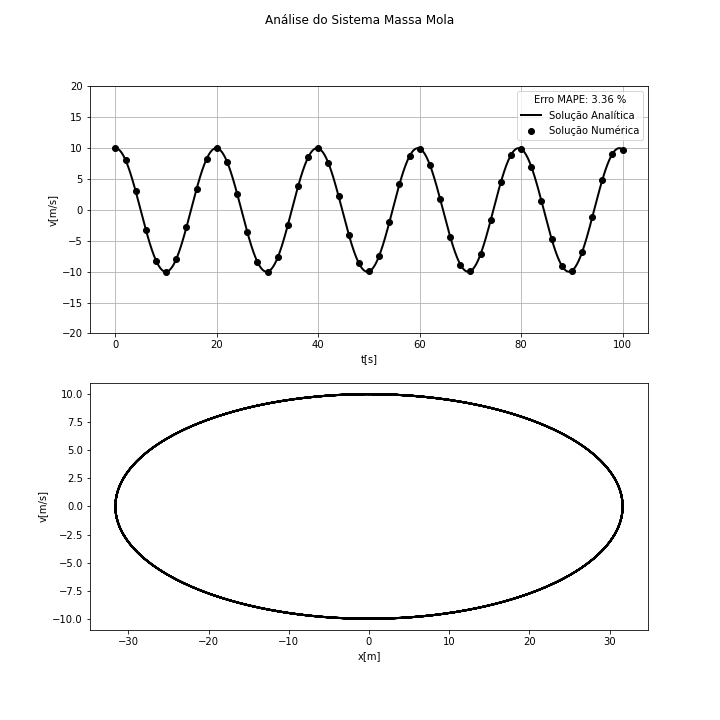 Análise do Sistema Massa Mola
20
15
10
5
0
−5
−10
−15
−20
v[m/s]
Erro MAPE: 3.36 %
Solução Analítica
Solução Numérica
0 20 40 60 80 100
t[s]
10.0
7.5
5.0
2.5
0.0
−2.5
−5.0
−7.5
−10.0
v[m/s]
−30 −20 −10 0 10 20 30
x[m]